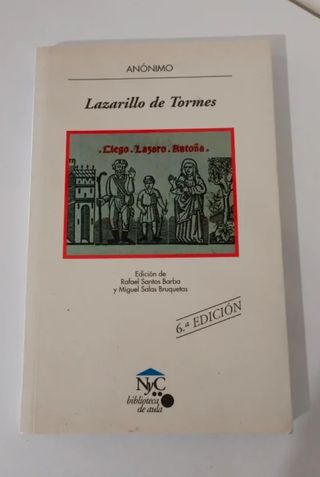 ANÓNIMO
Lazarillo de Tormes
.Ciego.Lazaro.Antoña.
Edición de
Rafael Santos Barba
y Miguel Salas Bruquetas
6.ª EDICIÓN
NyC
biblioteca
de aula